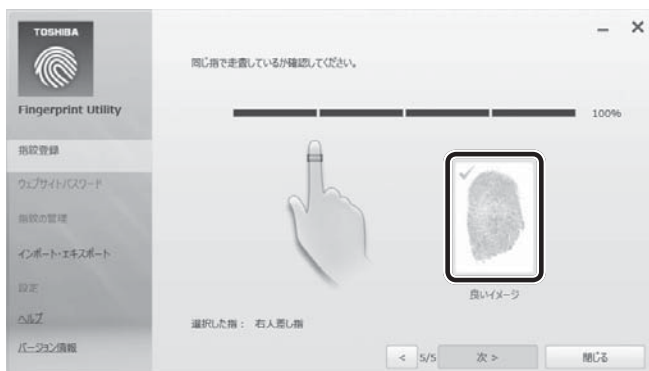 TOSHIBA
Fingerprint Utility
指紋登録
ウェブサイトパスワード
指紋の管理
インポート・エクスポート
設定
ヘルプ
バージョン情報
同じ指で走査しているか確認してください。
100%
良いイメージ
選択した指： 右人差し指
< 5/5 次 > 閉じる